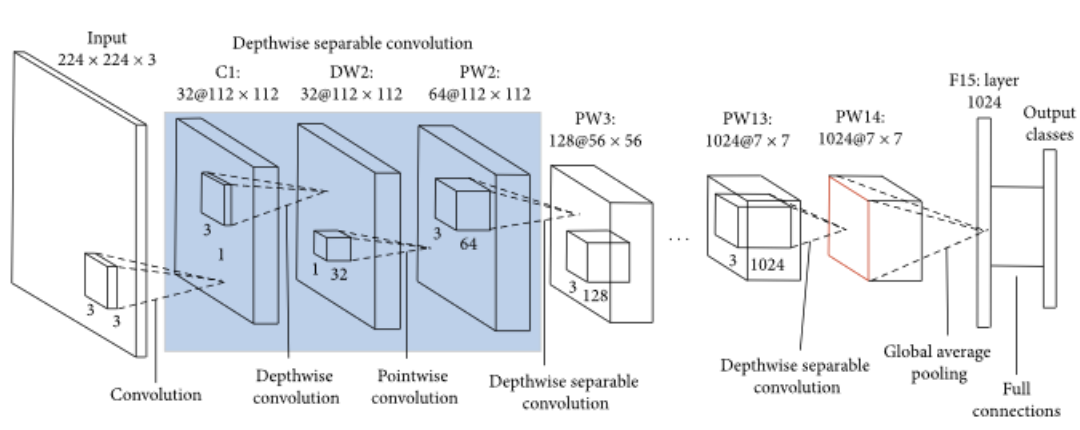 Input
224 × 224 × 3
Depthwise separable convolution
C1:
32@112 × 112
DW2:
32@112 × 112
PW2:
64@112 × 112
PW3:
128@56 × 56
PW13:
1024@7 × 7
PW14:
1024@7 × 7
F15: layer
1024
Output
classes
3
3
3
1
1
32
3
64
3
128
...
3
1024
Convolution
Depthwise
convolution
Pointwise
convolution
Depthwise separable
convolution
Depthwise separable
convolution
Global average
pooling
Full
connections